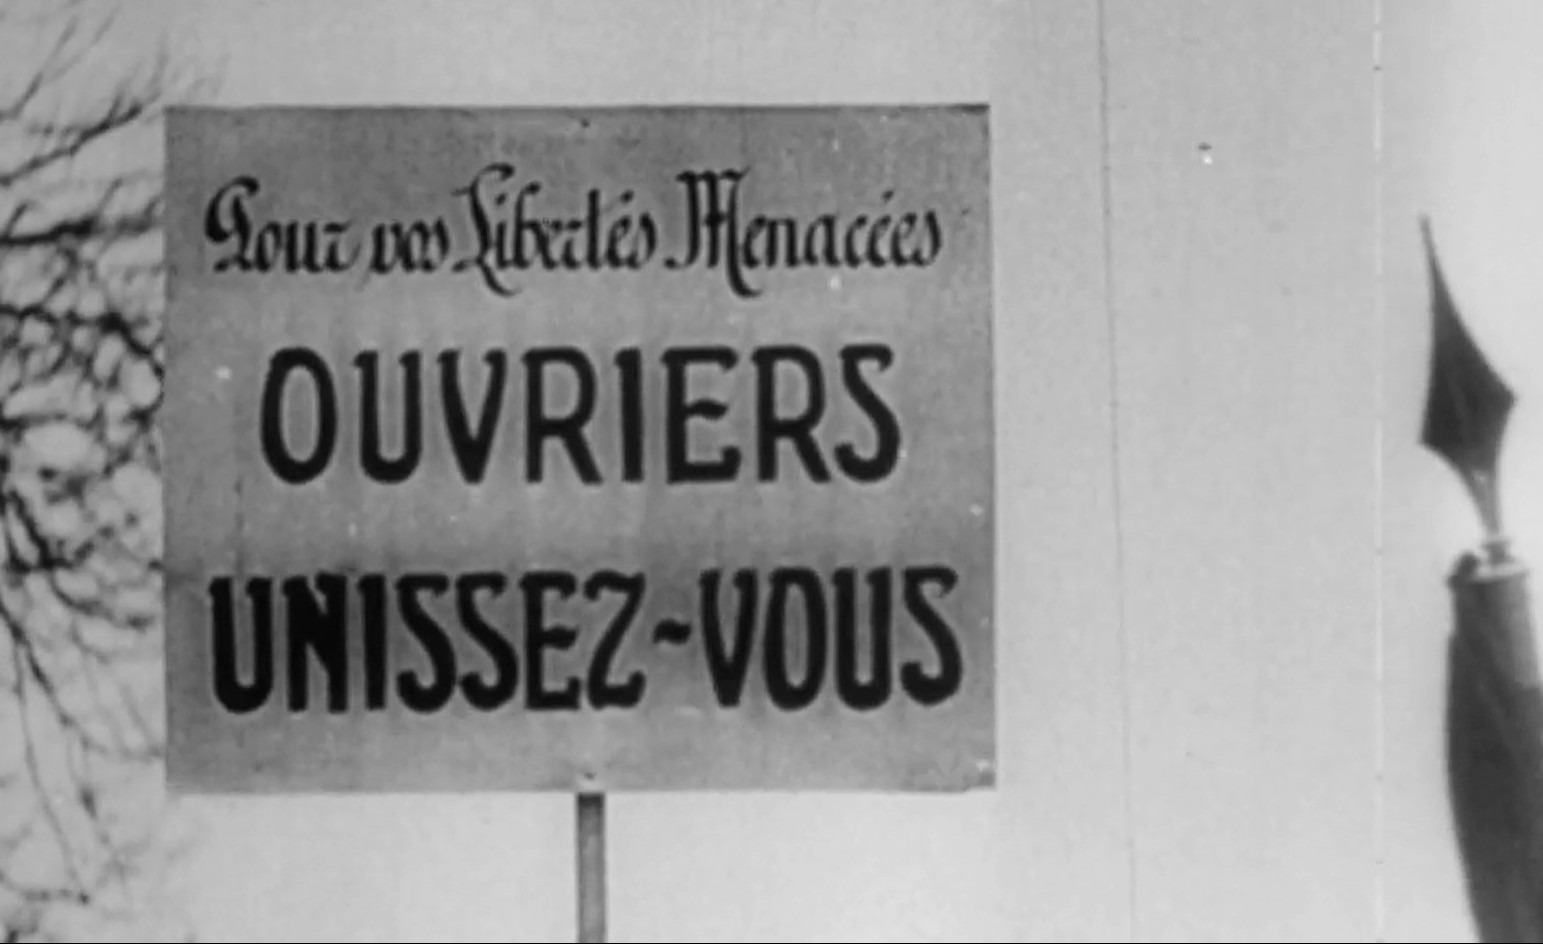 Pour vos Libertés Menacées
OUVRIERS
UNISSEZ-VOUS